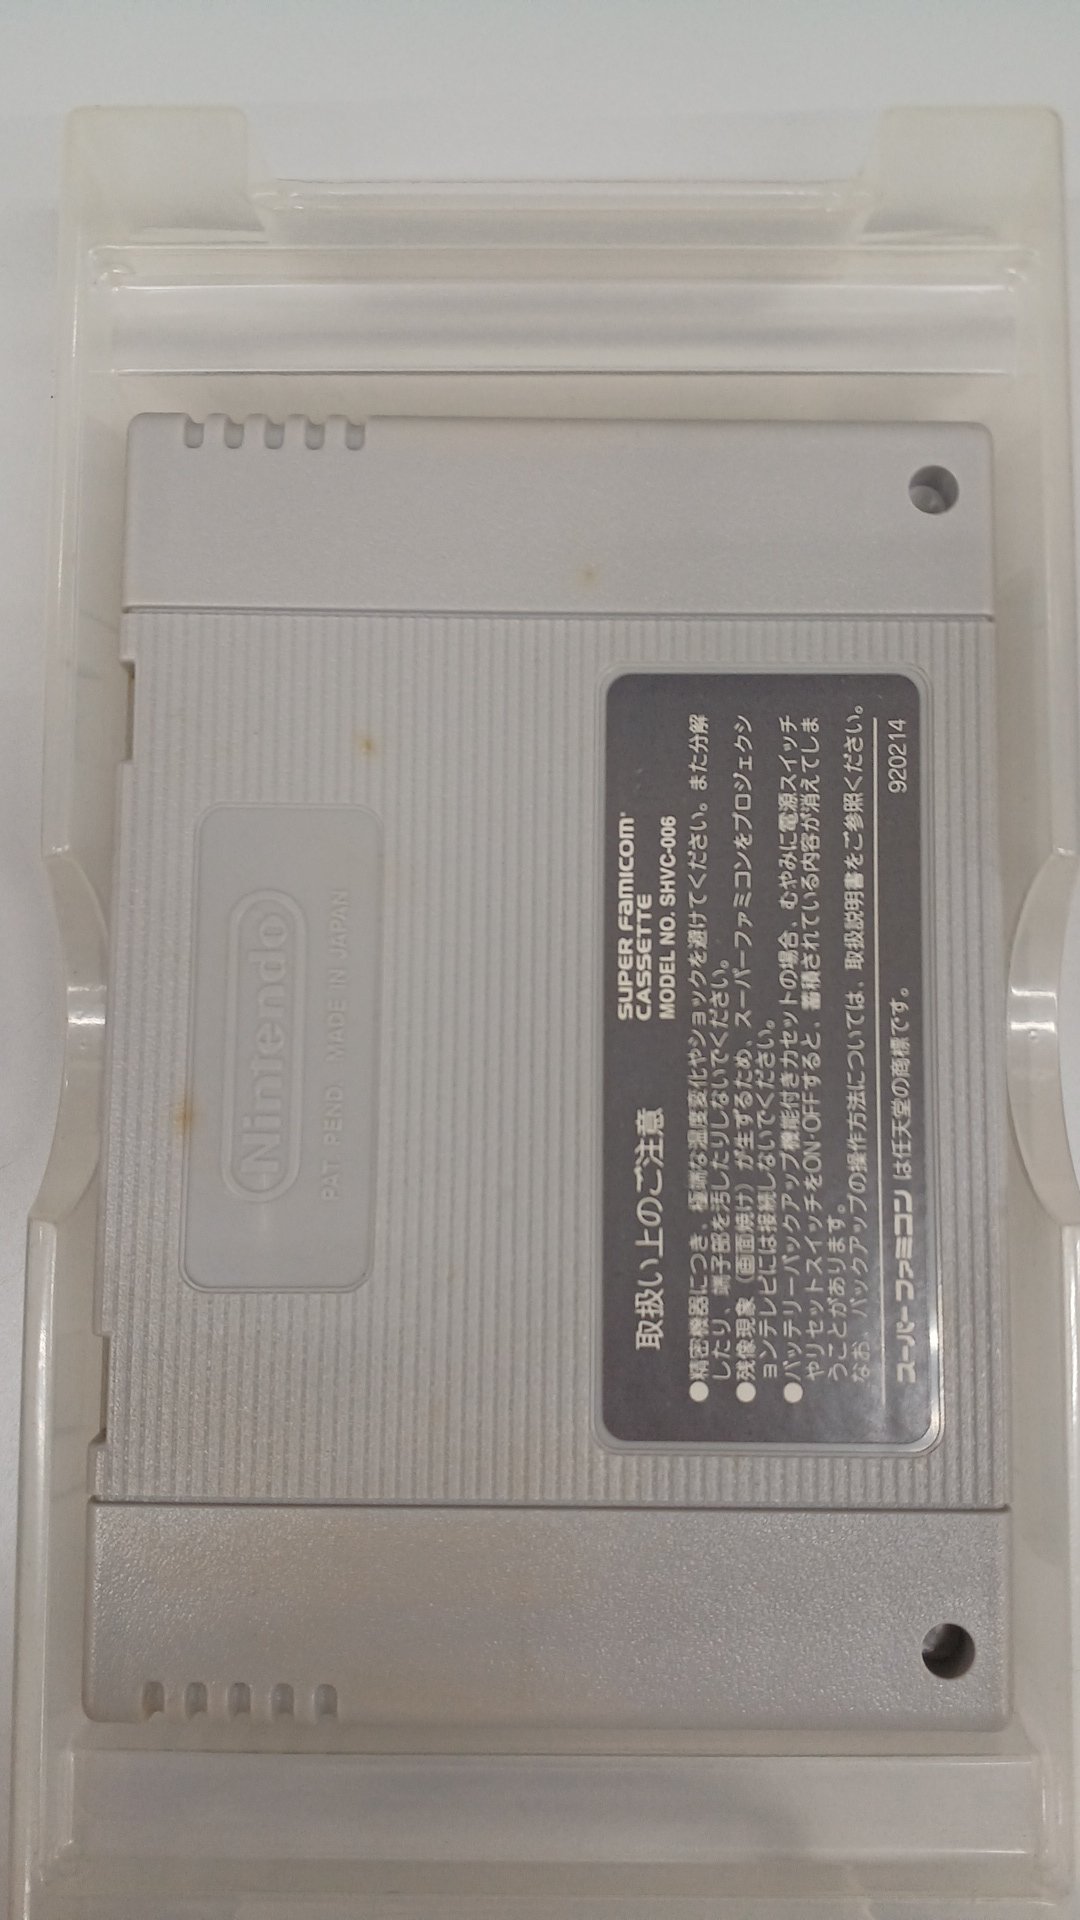 Nintendo
PAT. PEND. MADE IN JAPAN
取扱い上のご注意
SUPER FAMICOM
CASSETTE
MODEL NO. SHVC-006
●精密機器につき、極端な温度変化やショックを避けてください。また分解
したり、端子部を汚したりしないでください。
●残像現象（画面焼け）が生ずるため、スーパーファミコンをプロジェクシ
ョンテレビには接続しないでください。
●バッテリーバックアップ機能付きカセットの場合、むやみに電源スイッチ
やリセットスイッチをON・OFFすると、蓄積されている内容が消えてしま
うことがあります。
なお、バックアップの操作方法については、取扱説明書をご参照ください。
スーパーファミコンは任天堂の商標です。
920214